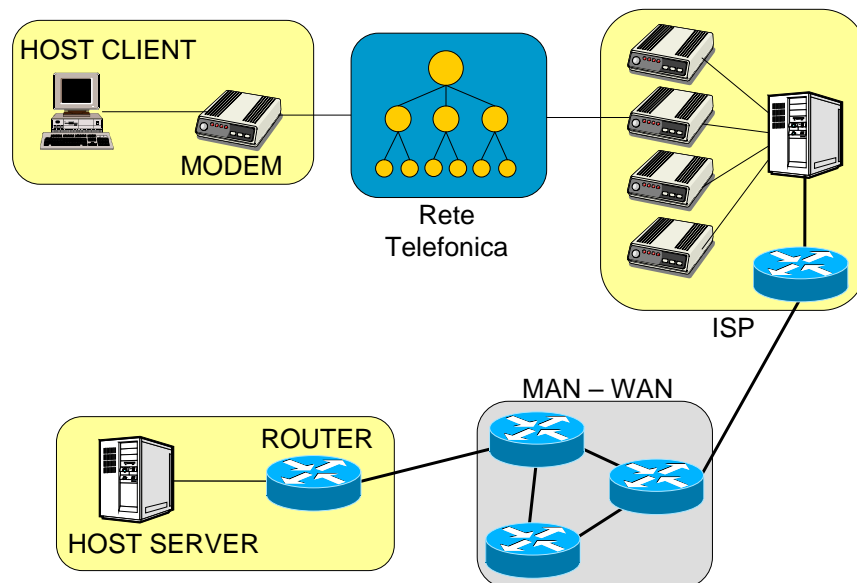 HOST CLIENT
MODEM
Rete
Telefonica
ISP
MAN – WAN
ROUTER
HOST SERVER